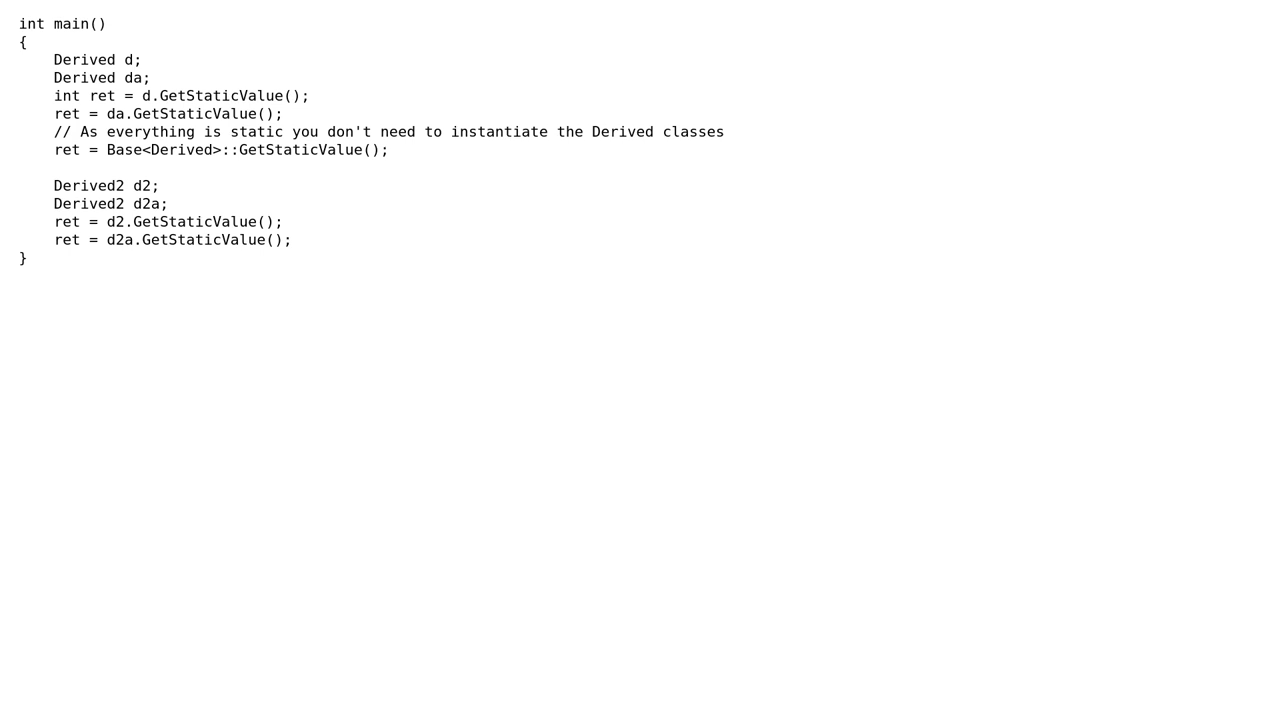 int main()
{
    Derived d;
    Derived da;
    int ret = d.GetStaticValue();
    ret = da.GetStaticValue();
    // As everything is static you don't need to instantiate the Derived classes
    ret = Base<Derived>::GetStaticValue();

    Derived2 d2;
    Derived2 d2a;
    ret = d2.GetStaticValue();
    ret = d2a.GetStaticValue();
}